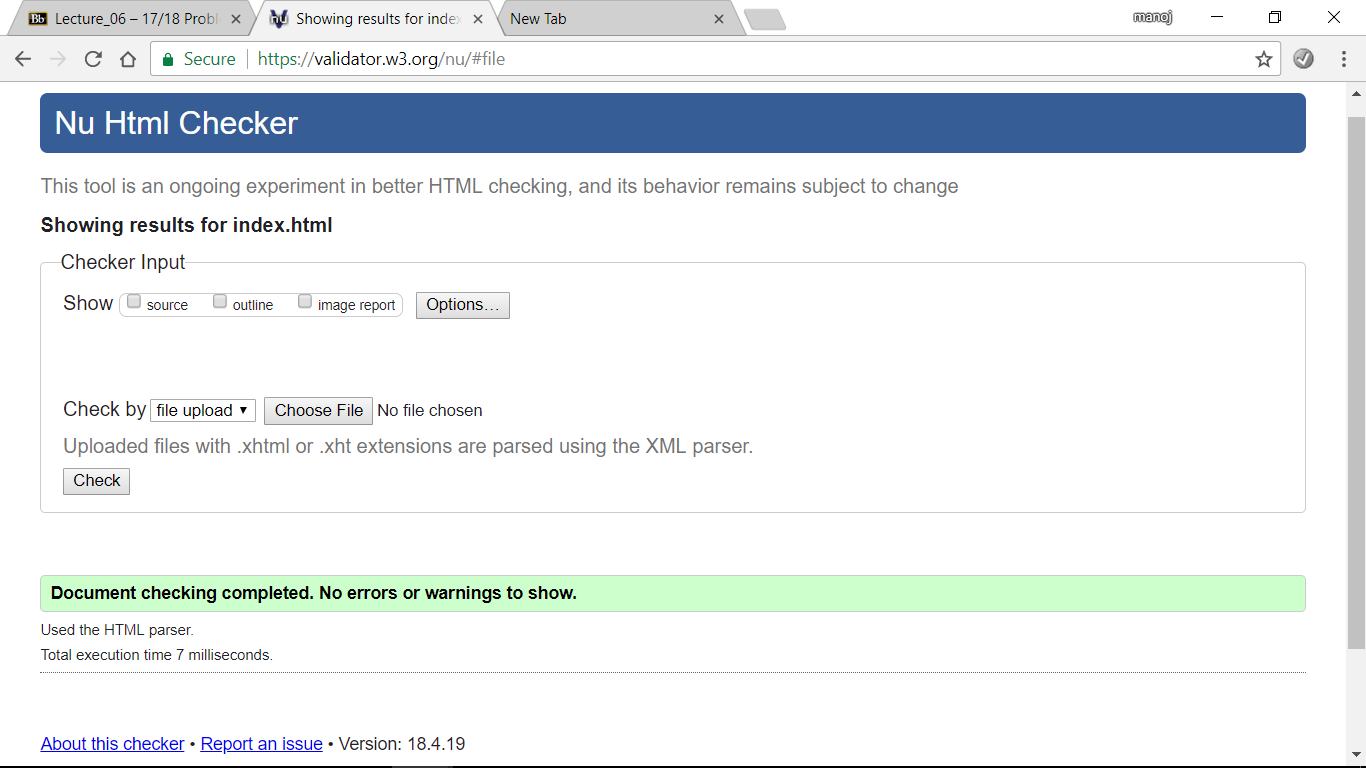 Lecture_06 – 17/18 Probl
Showing results for index
New Tab
manoj
Secure
https://validator.w3.org/nu/#file
Nu Html Checker
This tool is an ongoing experiment in better HTML checking, and its behavior remains subject to change
Showing results for index.html
Checker Input
Show source outline image report Options...
Check by file upload Choose File No file chosen
Uploaded files with .xhtml or .xht extensions are parsed using the XML parser.
Check
Document checking completed. No errors or warnings to show.
Used the HTML parser.
Total execution time 7 milliseconds.
About this checker • Report an issue • Version: 18.4.19